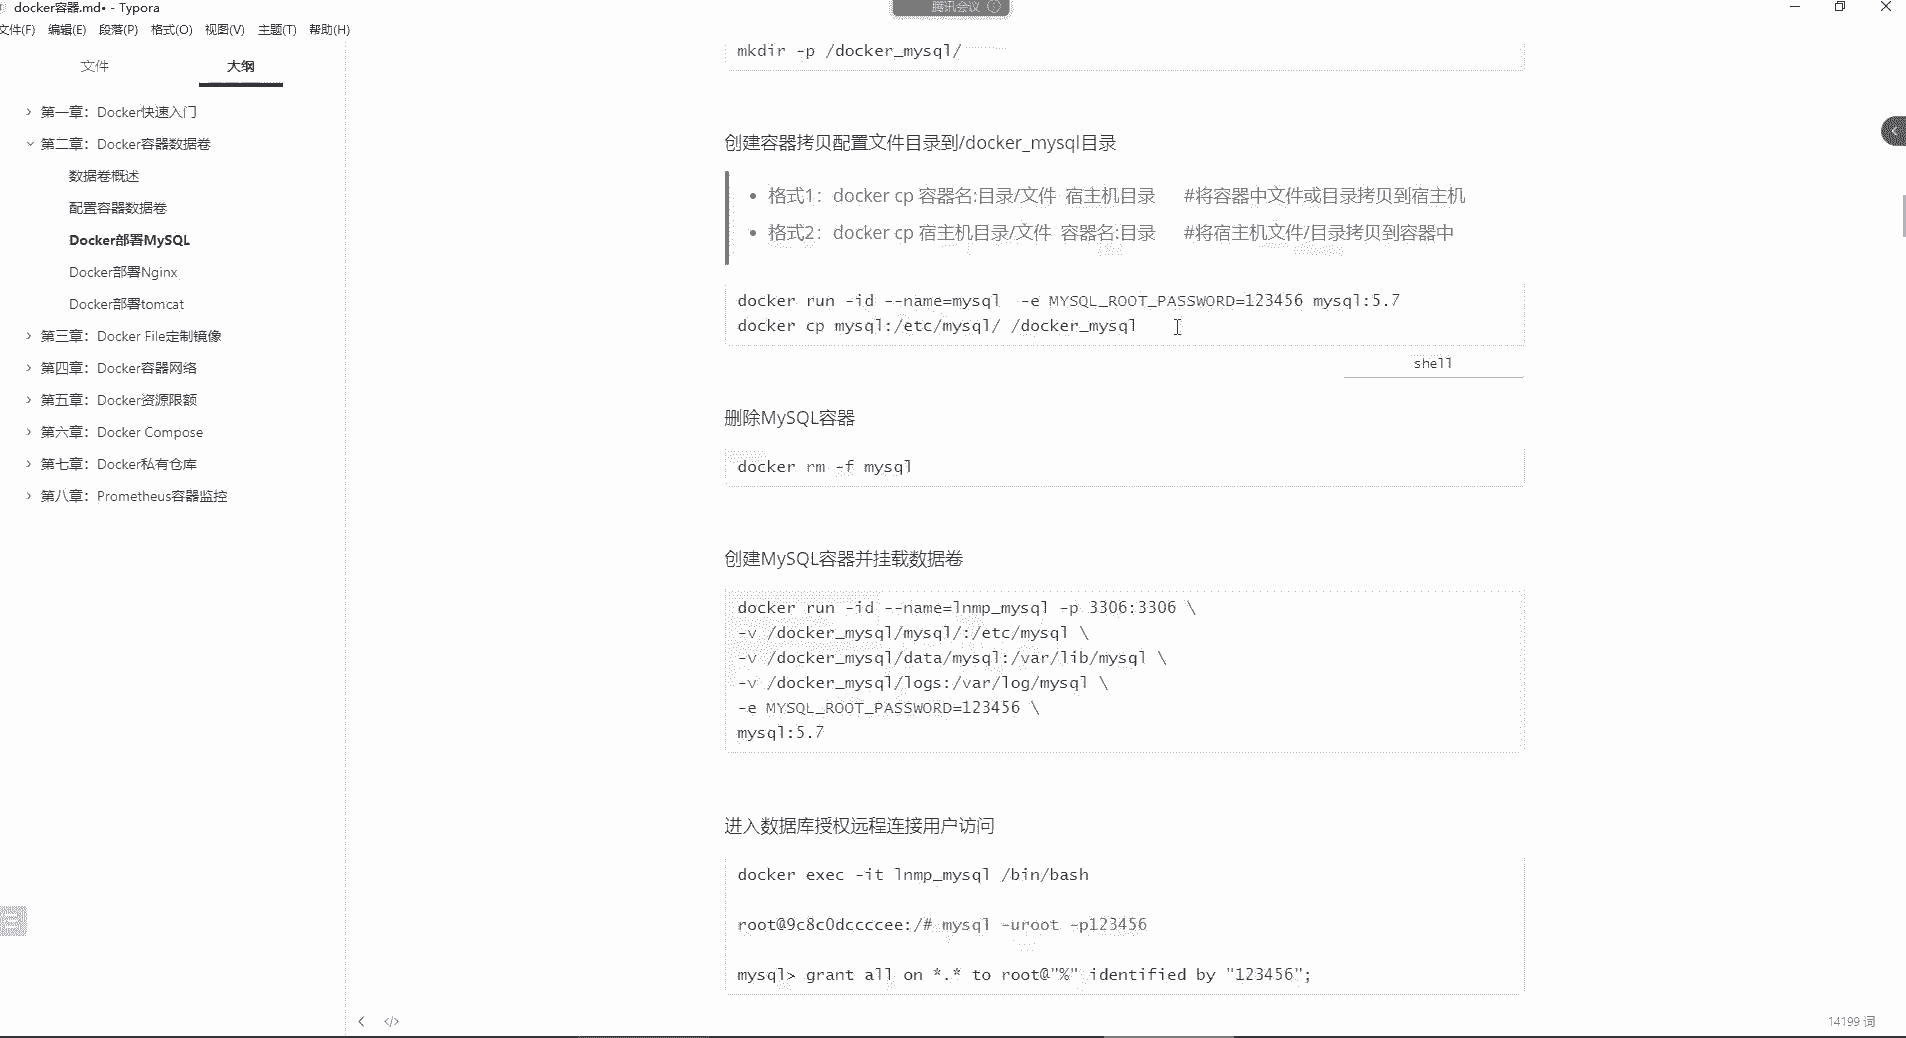 docker容器.md• - Typora
腾讯会议
文件(F) 编辑(E) 段落(P) 格式(O) 视图(V) 主题(T) 帮助(H)
文件 大纲
第一章：Docker快速入门
第二章：Docker容器数据卷
数据卷概述
配置容器数据卷
Docker部署MySQL
Docker部署Nginx
Docker部署tomcat
第三章：Docker File定制镜像
第四章：Docker容器网络
第五章：Docker资源限额
第六章：Docker Compose
第七章：Docker私有仓库
第八章：Prometheus容器监控
mkdir -p /docker_mysql/
创建容器拷贝配置文件目录到/docker_mysql目录
格式1：docker cp 容器名:目录/文件 宿主机目录 #将容器中文件或目录拷贝到宿主机
格式2：docker cp 宿主机目录/文件 容器名:目录 #将宿主机文件/目录拷贝到容器中
docker run -id --name=mysql -e MYSQL_ROOT_PASSWORD=123456 mysql:5.7
docker cp mysql:/etc/mysql/ /docker_mysql
shell
删除MySQL容器
docker rm -f mysql
创建MySQL容器并挂载数据卷
docker run -id --name=lnmp_mysql -p 3306:3306 \
-v /docker_mysql/mysql/:/etc/mysql \
-v /docker_mysql/data/mysql:/var/lib/mysql \
-v /docker_mysql/logs:/var/log/mysql \
-e MYSQL_ROOT_PASSWORD=123456 \
mysql:5.7
进入数据库授权远程连接用户访问
docker exec -it lnmp_mysql /bin/bash
root@9c8c0dccccee:/# mysql -uroot -p123456
mysql> grant all on *.* to root@"%" identified by "123456";
14199 词